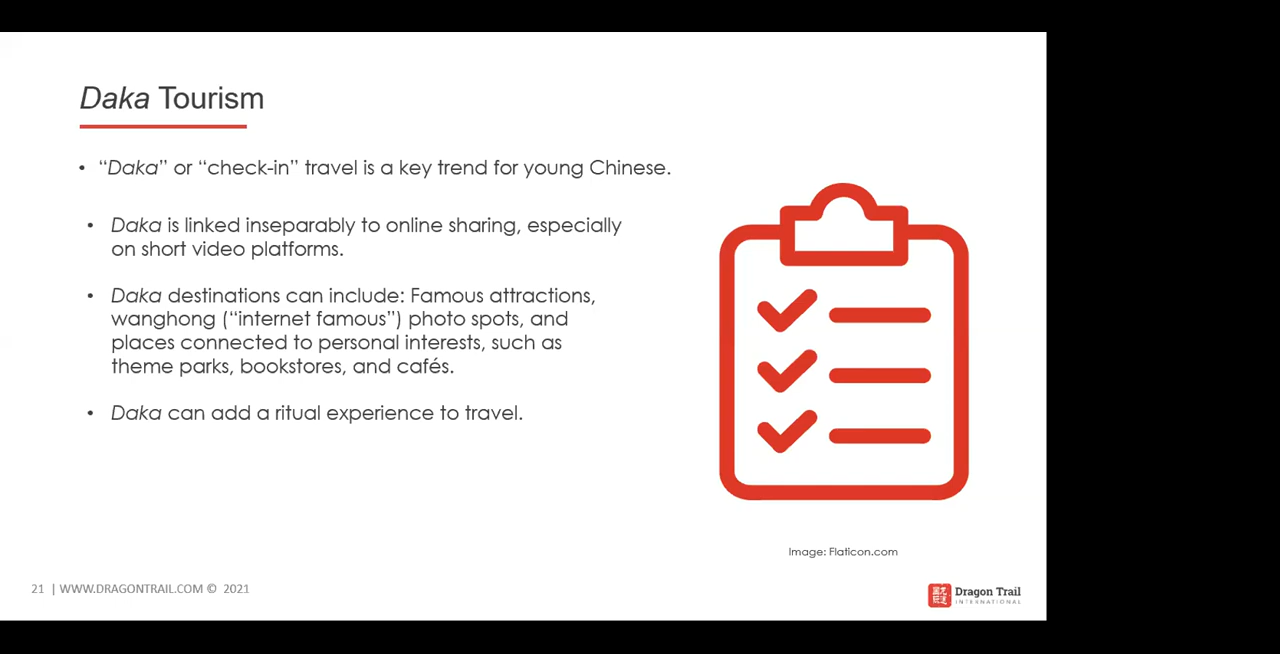 Daka Tourism
• “Daka” or “check-in” travel is a key trend for young Chinese.
• Daka is linked inseparably to online sharing, especially
on short video platforms.
• Daka destinations can include: Famous attractions,
wanghong (“internet famous”) photo spots, and
places connected to personal interests, such as
theme parks, bookstores, and cafés.
• Daka can add a ritual experience to travel.
Image: Flaticon.com
21 | WWW.DRAGONTRAIL.COM © 2021
Dragon Trail
INTERNATIONAL